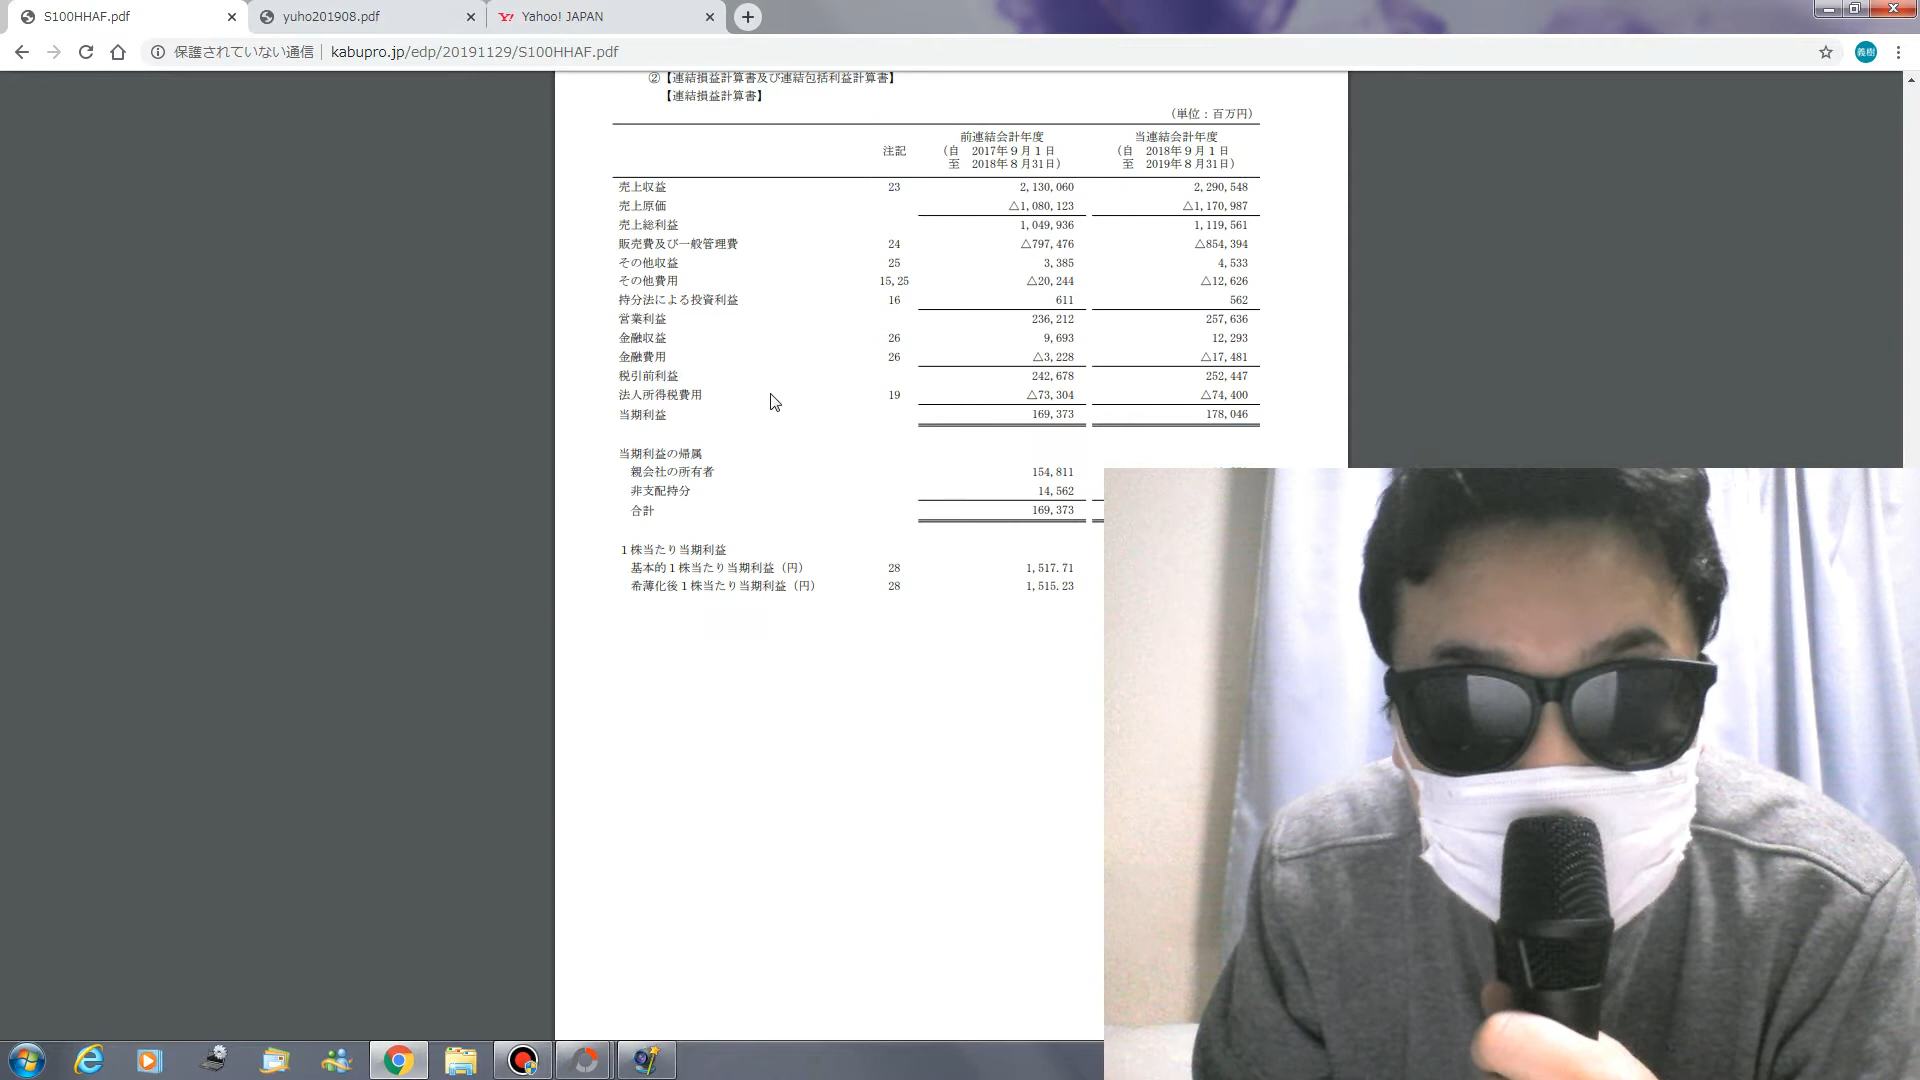 S100HHAF.pdf
yuho201908.pdf
Yahoo! JAPAN
保護されていない通信 | kabupro.jp/edp/20191129/S100HHAF.pdf
義樹
②【連結損益計算書及び連結包括利益計算書】
【連結損益計算書】
（単位：百万円）
注記 前連結会計年度 当連結会計年度
（自　2017年９月１日 （自　2018年９月１日
至　2018年８月31日） 至　2019年８月31日）
売上収益 23 2,130,060 2,290,548
売上原価 △1,080,123 △1,170,987
売上総利益 1,049,936 1,119,561
販売費及び一般管理費 24 △797,476 △854,394
その他収益 25 3,385 4,533
その他費用 15,25 △20,244 △12,626
持分法による投資利益 16 611 562
営業利益 236,212 257,636
金融収益 26 9,693 12,293
金融費用 26 △3,228 △17,481
税引前利益 242,678 252,447
法人所得税費用 19 △73,304 △74,400
当期利益 169,373 178,046
当期利益の帰属
親会社の所有者 154,811
非支配持分 14,562
合計 169,373
１株当たり当期利益
基本的１株当たり当期利益（円） 28 1,517.71
希薄化後１株当たり当期利益（円） 28 1,515.23